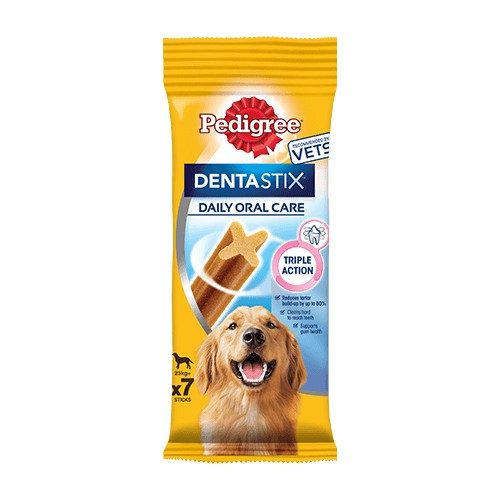 Pedigree
RECOMMENDED BY
VETS
DENTASTIX
DAILY ORAL CARE
TRIPLE
ACTION
Reduces tartar
build-up by up to 80%
Cleans hard
to reach teeth
Supports
gum health
25kg+
x7
STICKS